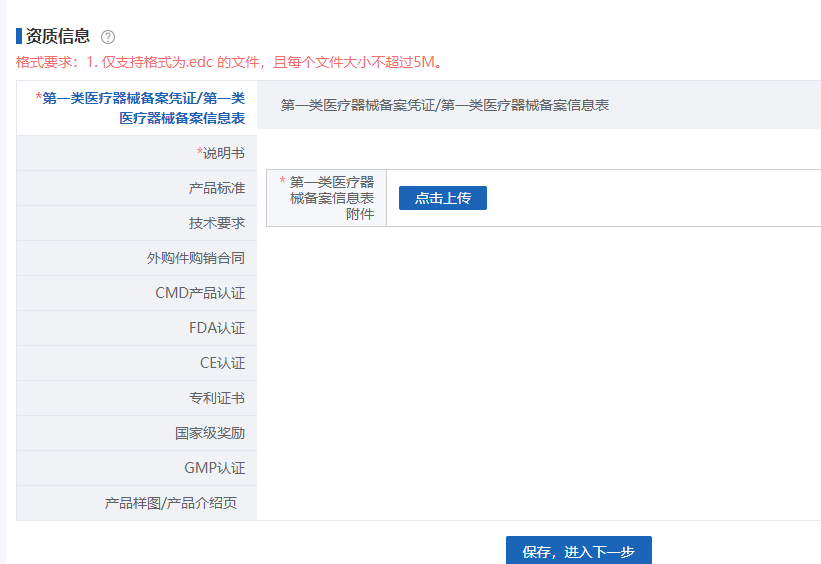 资质信息 ?
格式要求：1. 仅支持格式为.edc 的文件，且每个文件大小不超过5M。
*第一类医疗器械备案凭证/第一类
医疗器械备案信息表
第一类医疗器械备案凭证/第一类医疗器械备案信息表
*说明书
产品标准
技术要求
外购件购销合同
CMD产品认证
FDA认证
CE认证
专利证书
国家级奖励
GMP认证
产品样图/产品介绍页
* 第一类医疗器
械备案信息表
附件
点击上传
保存，进入下一步